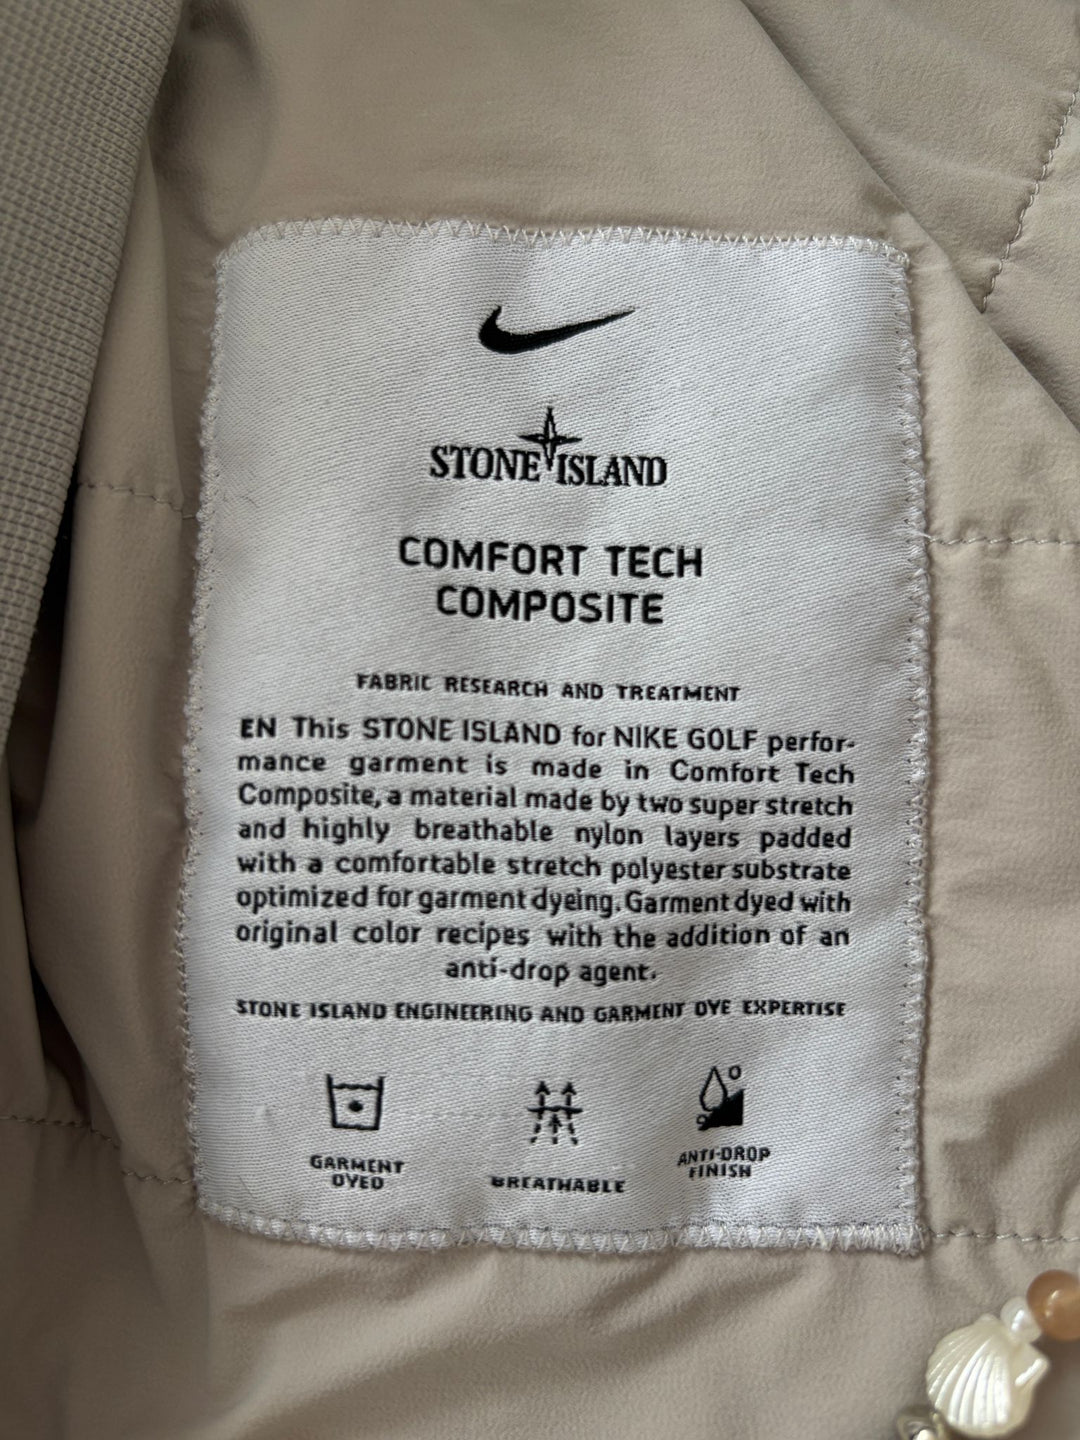 STONE ISLAND
COMFORT TECH
COMPOSITE
FABRIC RESEARCH AND TREATMENT
EN This STONE ISLAND for NIKE GOLF perfor-
mance garment is made in Comfort Tech
Composite, a material made by two super stretch
and highly breathable nylon layers padded
with a comfortable stretch polyester substrate
optimized for garment dyeing. Garment dyed with
original color recipes with the addition of an
anti-drop agent.
STONE ISLAND ENGINEERING AND GARMENT DYE EXPERTISE
GARMENT
DYED
BREATHABLE
ANTI-DROP
FINISH